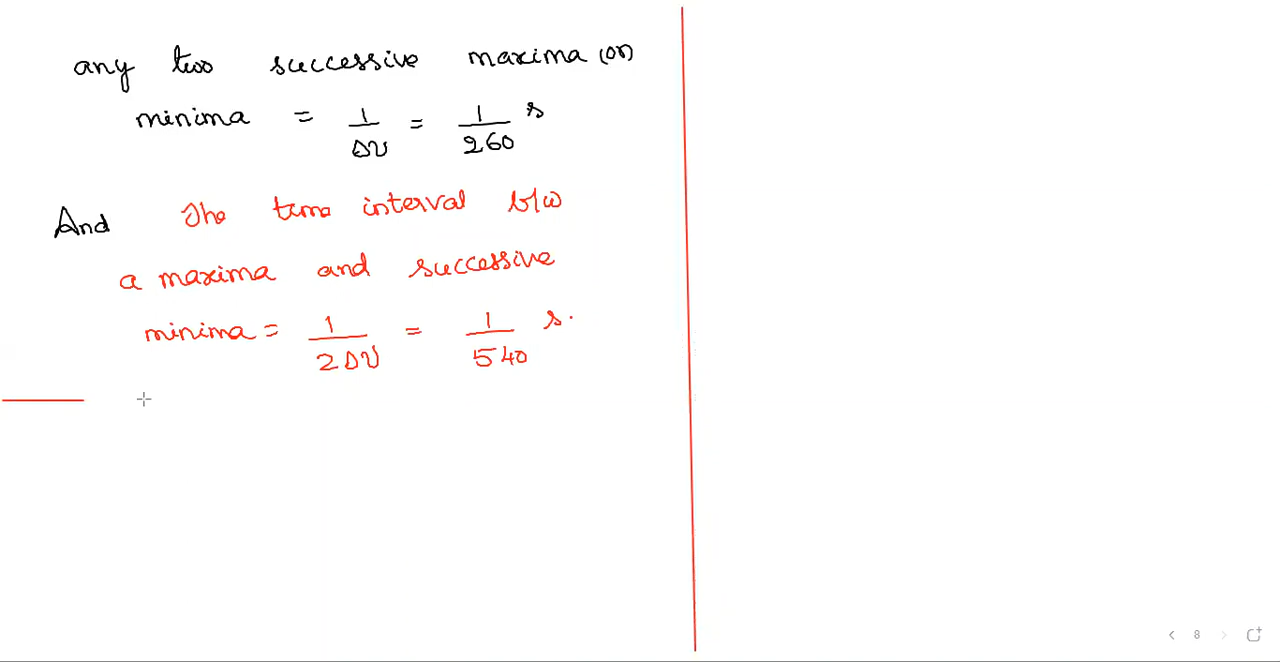 any two successive maxima (or)
minima = 1/Δν = 1/260 s
And The time interval b/w
a maxima and successive
minima = 1/2Δν = 1/540 s.
8